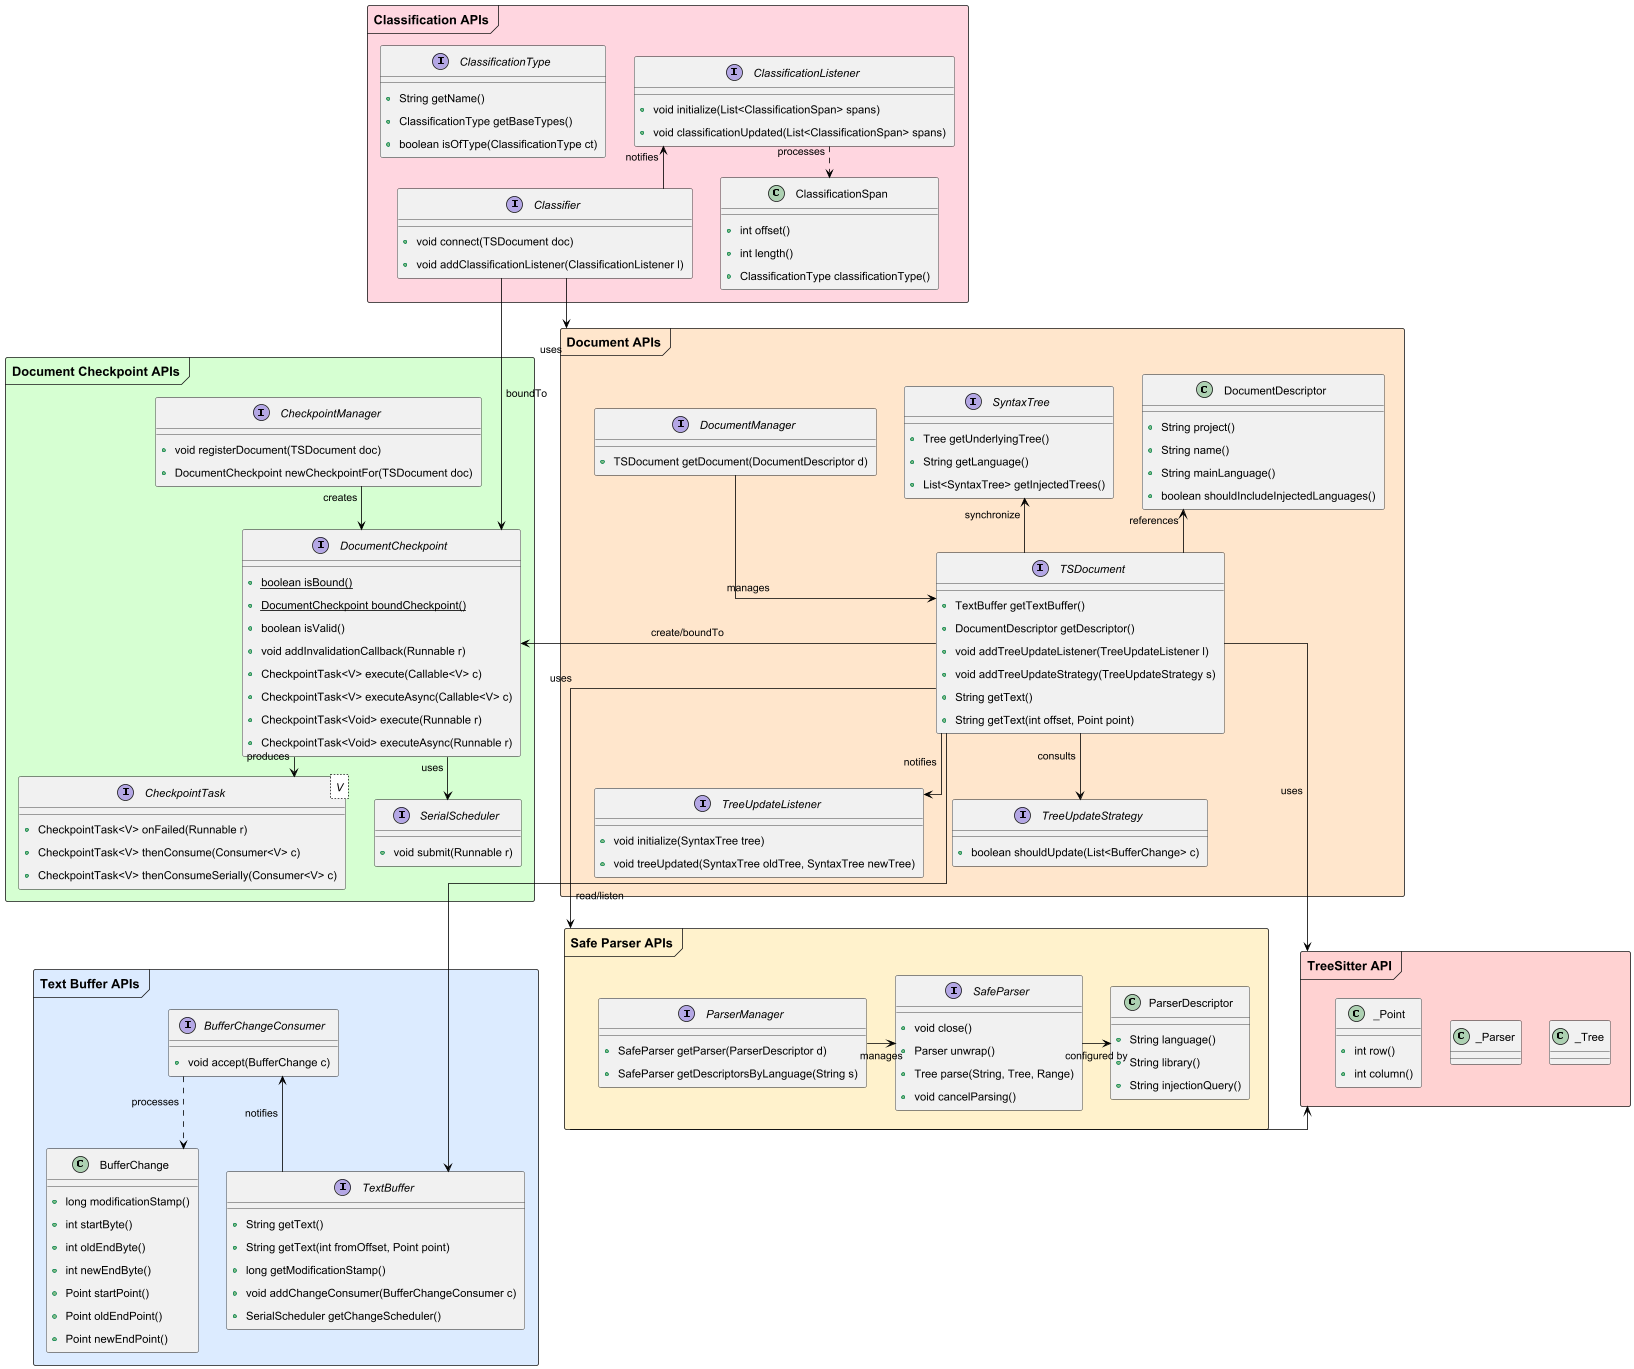 Classification APIs
I ClassificationType
String getName()
ClassificationType getBaseTypes()
boolean isOfType(ClassificationType ct)
I ClassificationListener
void initialize(List<ClassificationSpan> spans)
void classificationUpdated(List<ClassificationSpan> spans)
notifies
processes
I Classifier
void connect(TSDocument doc)
void addClassificationListener(ClassificationListener l)
C ClassificationSpan
int offset()
int length()
ClassificationType classificationType()
uses
boundTo
Document Checkpoint APIs
I CheckpointManager
void registerDocument(TSDocument doc)
DocumentCheckpoint newCheckpointFor(TSDocument doc)
creates
I DocumentCheckpoint
boolean isBound()
DocumentCheckpoint boundCheckpoint()
boolean isValid()
void addInvalidationCallback(Runnable r)
CheckpointTask<V> execute(Callable<V> c)
CheckpointTask<V> executeAsync(Callable<V> c)
CheckpointTask<Void> execute(Runnable r)
CheckpointTask<Void> executeAsync(Runnable r)
produces
uses
I CheckpointTask
V
CheckpointTask<V> onFailed(Runnable r)
CheckpointTask<V> thenConsume(Consumer<V> c)
CheckpointTask<V> thenConsumeSerially(Consumer<V> c)
I SerialScheduler
void submit(Runnable r)
Document APIs
I DocumentManager
TSDocument getDocument(DocumentDescriptor d)
I SyntaxTree
Tree getUnderlyingTree()
String getLanguage()
List<SyntaxTree> getInjectedTrees()
C DocumentDescriptor
String project()
String name()
String mainLanguage()
boolean shouldIncludeInjectedLanguages()
synchronize
references
manages
create/boundTo
uses
I TSDocument
TextBuffer getTextBuffer()
DocumentDescriptor getDescriptor()
void addTreeUpdateListener(TreeUpdateListener l)
void addTreeUpdateStrategy(TreeUpdateStrategy s)
String getText()
String getText(int offset, Point point)
notifies
consults
uses
I TreeUpdateListener
void initialize(SyntaxTree tree)
void treeUpdated(SyntaxTree oldTree, SyntaxTree newTree)
I TreeUpdateStrategy
boolean shouldUpdate(List<BufferChange> c)
read/listen
Safe Parser APIs
I ParserManager
SafeParser getParser(ParserDescriptor d)
SafeParser getDescriptorsByLanguage(String s)
manages
I SafeParser
void close()
Parser unwrap()
Tree parse(String, Tree, Range)
void cancelParsing()
configured by
C ParserDescriptor
String language()
String library()
String injectionQuery()
TreeSitter API
C _Point
int row()
int column()
C _Parser
C _Tree
Text Buffer APIs
I BufferChangeConsumer
void accept(BufferChange c)
processes
notifies
C BufferChange
long modificationStamp()
int startByte()
int oldEndByte()
int newEndByte()
Point startPoint()
Point oldEndPoint()
Point newEndPoint()
I TextBuffer
String getText()
String getText(int fromOffset, Point point)
long getModificationStamp()
void addChangeConsumer(BufferChangeConsumer c)
SerialScheduler getChangeScheduler()